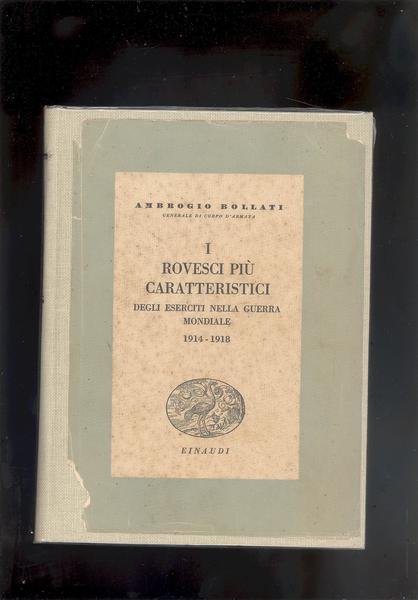 AMBROGIO BOLLATI
GENERALE DI CORPO D'ARMATA
I
ROVESCI PIÙ
CARATTERISTICI
DEGLI ESERCITI NELLA GUERRA
MONDIALE
1914-1918
EINAUDI